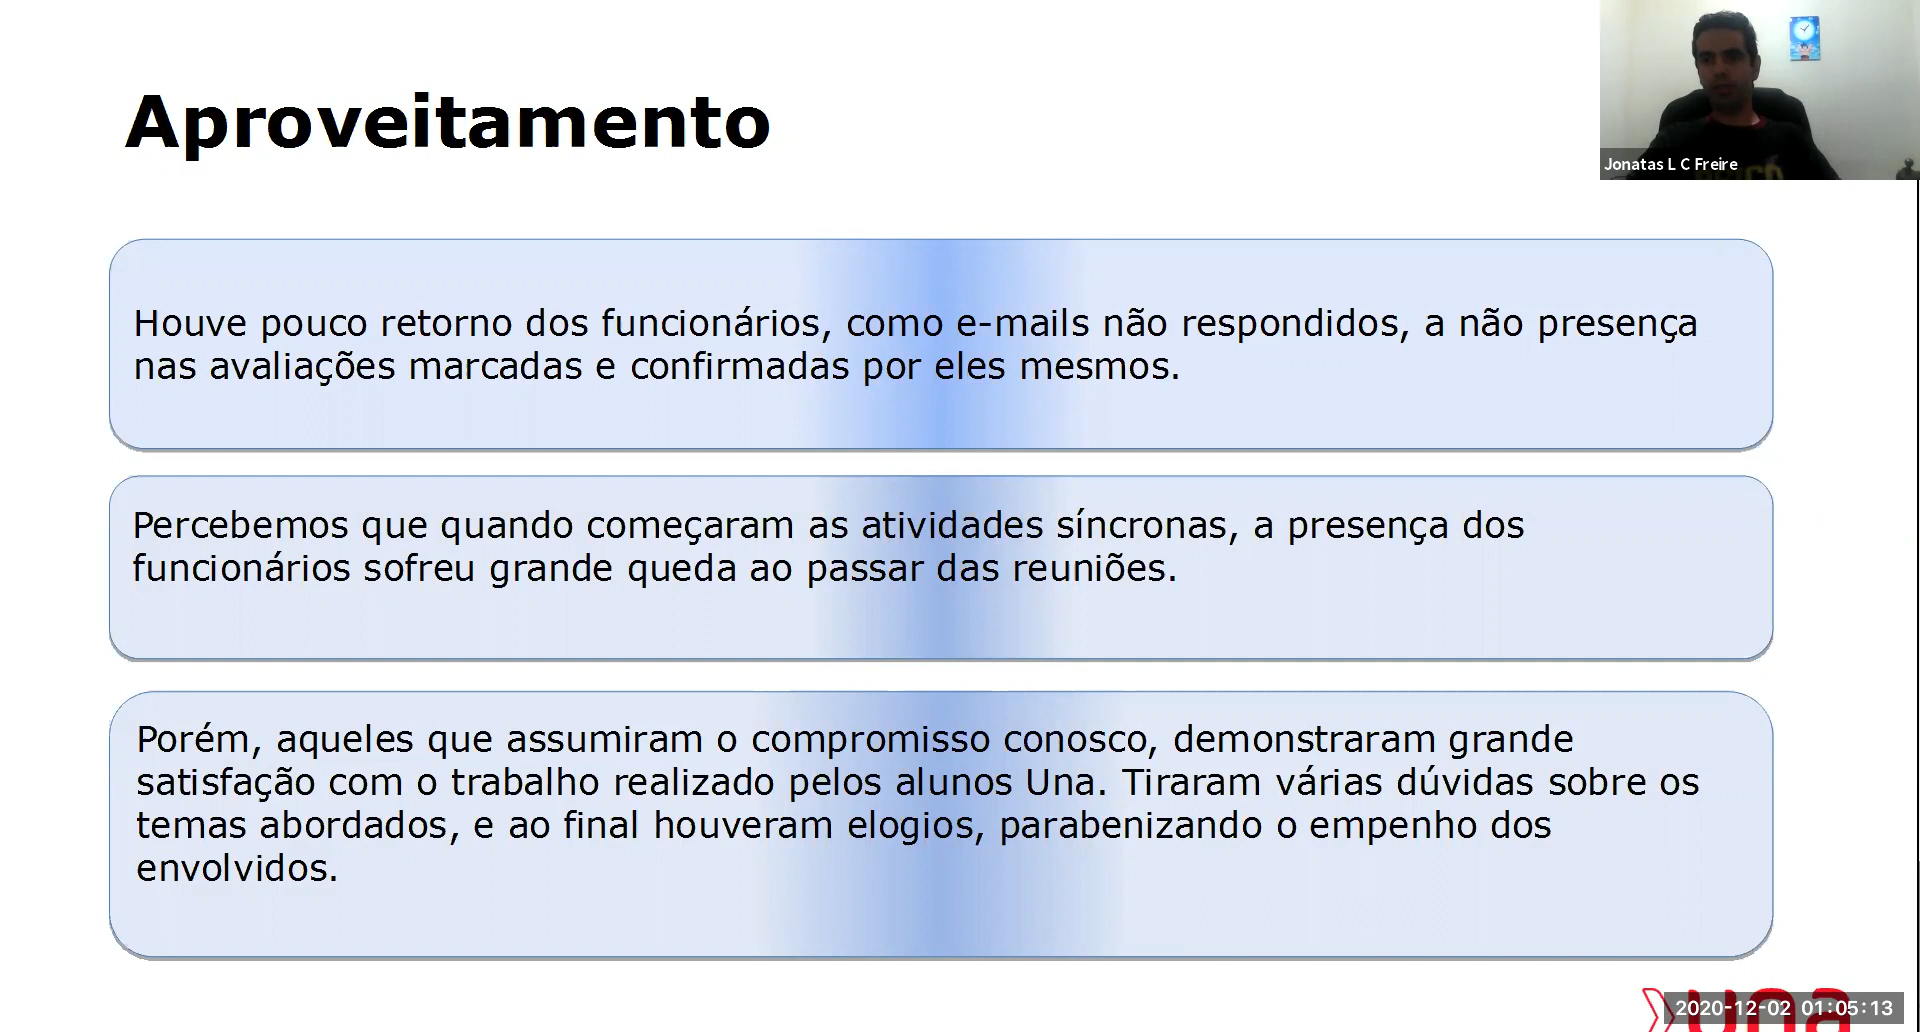 Aproveitamento
Jonatas L C Freire
Houve pouco retorno dos funcionários, como e-mails não respondidos, a não presença
nas avaliações marcadas e confirmadas por eles mesmos.
Percebemos que quando começaram as atividades síncronas, a presença dos
funcionários sofreu grande queda ao passar das reuniões.
Porém, aqueles que assumiram o compromisso conosco, demonstraram grande
satisfação com o trabalho realizado pelos alunos Una. Tiraram várias dúvidas sobre os
temas abordados, e ao final houveram elogios, parabenizando o empenho dos
envolvidos.
una
2020-12-02 01:05:13